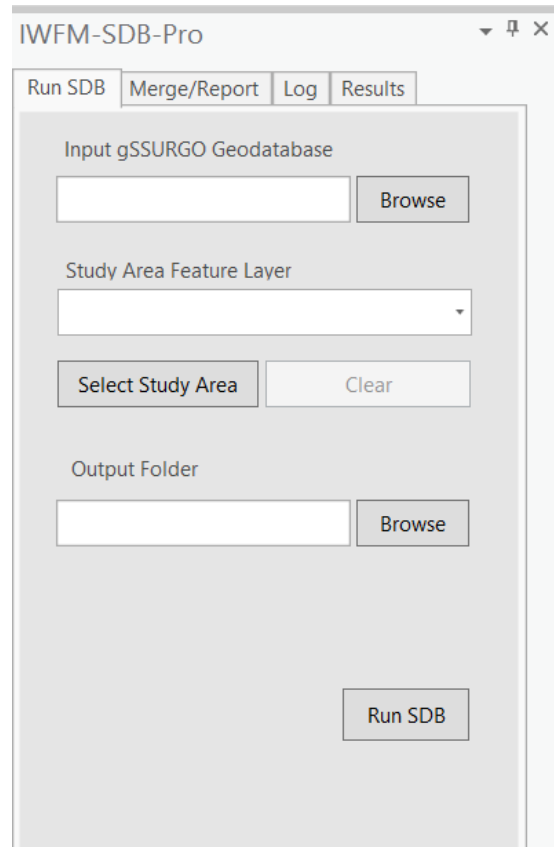 IWFM-SDB-Pro
Run SDB Merge/Report Log Results
Input gSSURGO Geodatabase
Browse
Study Area Feature Layer
Select Study Area Clear
Output Folder
Browse
Run SDB